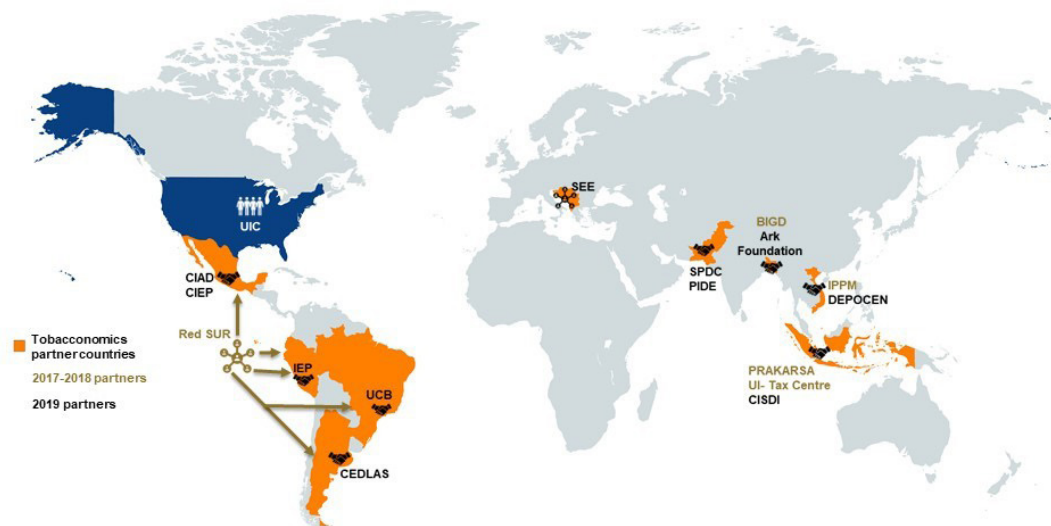 SEE
UIC
BIGD
Ark
Foundation
CIAD
CIEP
SPDC
PIDE
IPPM
DEPOCEN
Red SUR
Tobacconomics
partner countries
2017-2018 partners
2019 partners
IEP
UCB
CEDLAS
PRAKARSA
UI- Tax Centre
CISDI